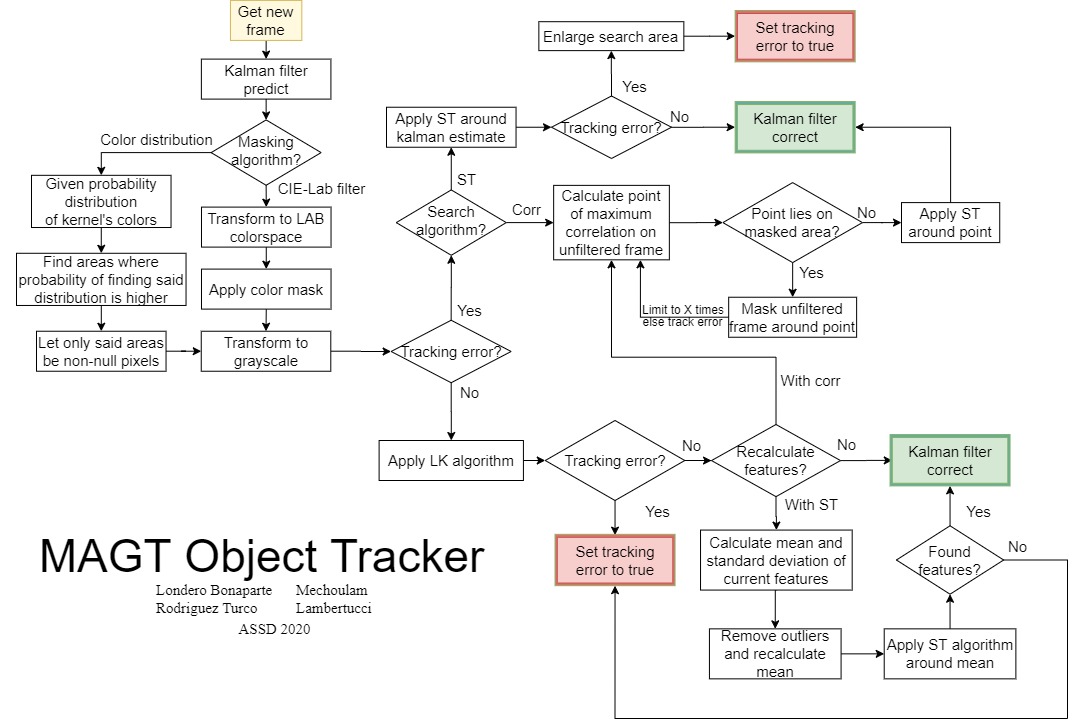 Get new
frame
Kalman filter
predict
Masking
algorithm?
Color distribution
CIE-Lab filter
Given probability
distribution
of kernel's colors
Find areas where
probability of finding said
distribution is higher
Let only said areas
be non-null pixels
Transform to LAB
colorspace
Apply color mask
Transform to
grayscale
Tracking error?
Yes
No
Search
algorithm?
ST
Corr
Apply ST around
kalman estimate
Tracking error?
Yes
No
Enlarge search area
Set tracking
error to true
Kalman filter
correct
Calculate point
of maximum
correlation on
unfiltered frame
Point lies on
masked area?
No
Yes
Apply ST
around point
Mask unfiltered
frame around point
Limit to X times
else track error
With corr
Apply LK algorithm
Tracking error?
No
Yes
Set tracking
error to true
Recalculate
features?
No
With ST
Kalman filter
correct
Calculate mean and
standard deviation of
current features
Remove outliers
and recalculate
mean
Apply ST algorithm
around mean
Found
features?
Yes
No
MAGT Object Tracker
Londero Bonaparte Mechoulam
Rodriguez Turco Lambertucci
ASSD 2020